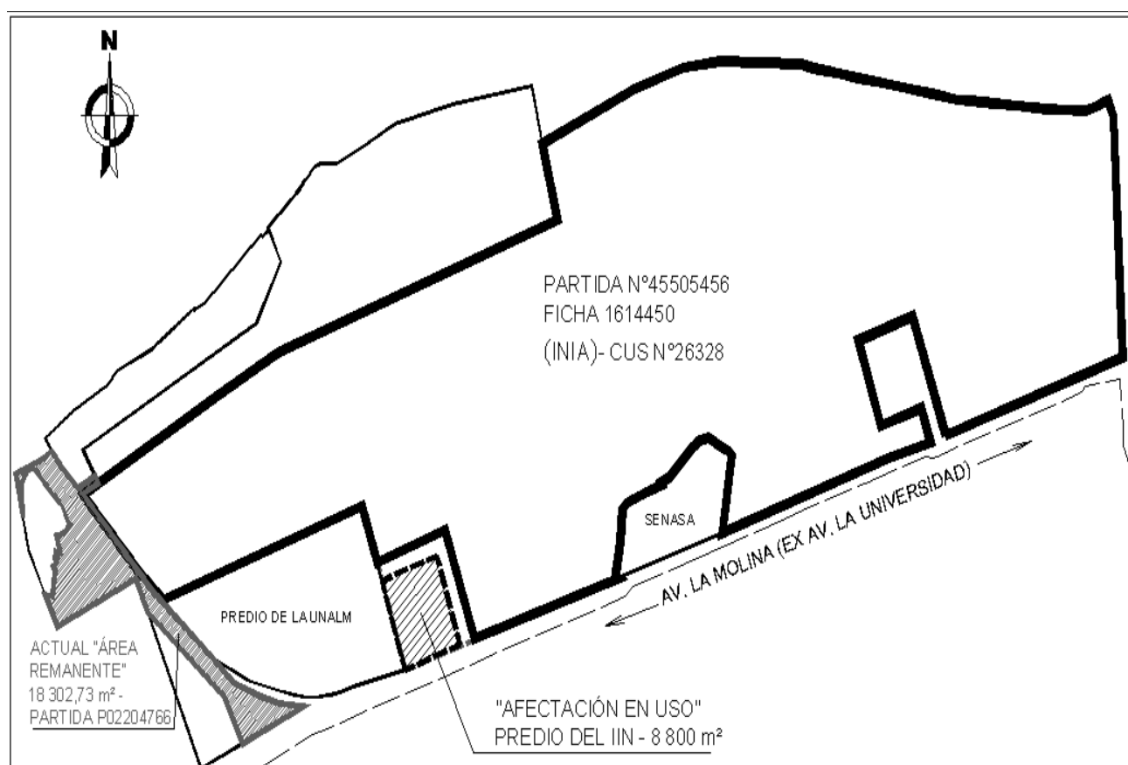 N
PARTIDA N°45505456
FICHA 1614450
(INIA)- CUS N°26328
SENASA
AV. LA MOLINA (EX AV. LA UNIVERSIDAD)
PREDIO DE LA UNALM
ACTUAL "ÁREA
REMANENTE"
18 302,73 m² -
PARTIDA P02204766
"AFECTACIÓN EN USO"
PREDIO DEL IIN - 8 800 m²